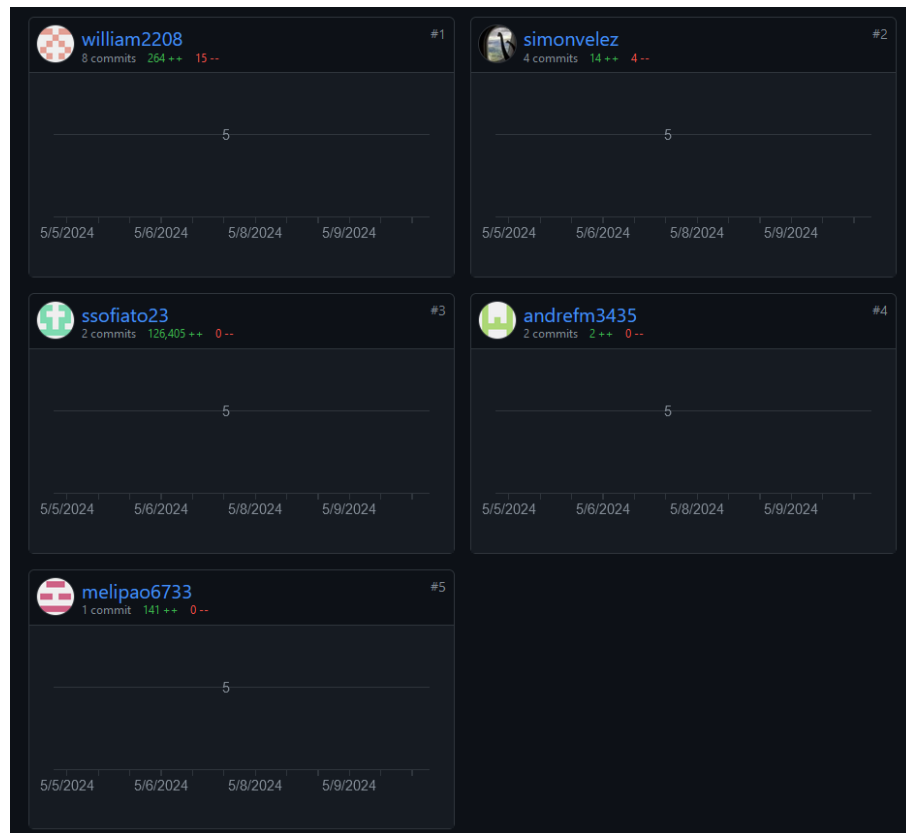 william2208 #1
8 commits 264 ++ 15 --
5
5/5/2024 5/6/2024 5/8/2024 5/9/2024
simonvelez #2
4 commits 14 ++ 4 --
5
5/5/2024 5/6/2024 5/8/2024 5/9/2024
ssofiato23 #3
2 commits 126,405 ++ 0 --
5
5/5/2024 5/6/2024 5/8/2024 5/9/2024
andrefm3435 #4
2 commits 2 ++ 0 --
5
5/5/2024 5/6/2024 5/8/2024 5/9/2024
melipao6733 #5
1 commit 141 ++ 0 --
5
5/5/2024 5/6/2024 5/8/2024 5/9/2024